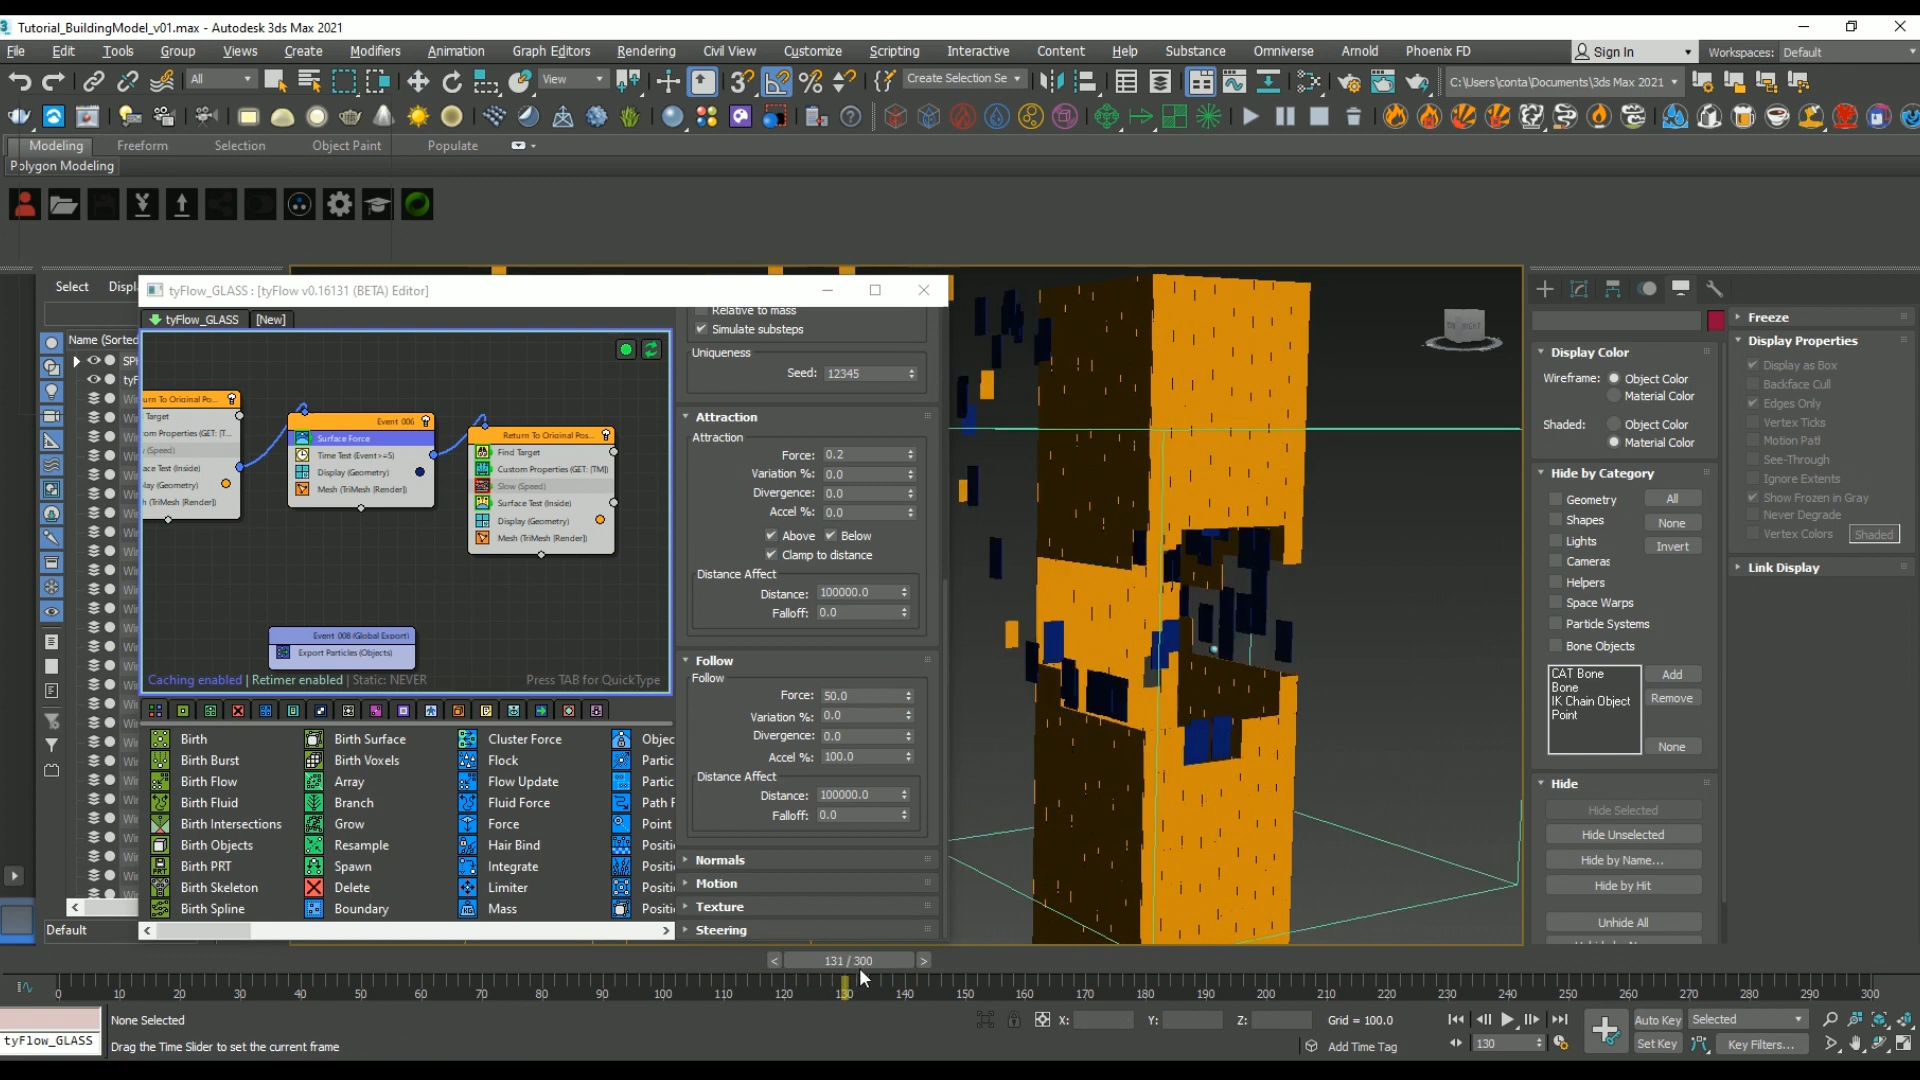 Tutorial_BuildingModel_v01.max - Autodesk 3ds Max 2021
File Edit Tools Group Views Create Modifiers Animation Graph Editors Rendering Civil View Customize Scripting Interactive Content Help Substance Omniverse Arnold Phoenix FD Sign In Workspaces: Default
All View Create Selection Se C:\Users\conta\Documents\3ds Max 2021
Modeling Freeform Selection Object Paint Populate
Polygon Modeling
Select
tyFlow_GLASS : [tyFlow v0.16131 (BETA) Editor]
tyFlow_GLASS [New]
Name (Sorted
Event 006
Surface Force
Time Test (Event>=5)
Display (Geometry)
Mesh (TriMesh |Render|)
Return To Original Pos...
Find Target
Custom Properties (GET: |TM|)
Slow (Speed)
Surface Test (Inside)
Display (Geometry)
Mesh (TriMesh |Render|)
Event 008 (Global Export)
Export Particles (Objects)
Caching enabled | Retimer enabled | Static: NEVER Press TAB for QuickType
Birth Birth Surface Cluster Force
Birth Burst Birth Voxels Flock
Birth Flow Array Flow Update
Birth Fluid Branch Fluid Force
Birth Intersections Grow Force Point
Birth Objects Resample Hair Bind
Birth PRT Spawn Integrate
Birth Skeleton Delete Limiter
Birth Spline Boundary Mass
Default
Relative to mass
Simulate substeps
Uniqueness
Seed: 12345
Attraction
Attraction
Force: 0.2
Variation %: 0.0
Divergence: 0.0
Accel %: 0.0
Above Below
Clamp to distance
Distance Affect
Distance: 100000.0
Falloff: 0.0
Follow
Follow
Force: 50.0
Variation %: 0.0
Divergence: 0.0
Accel %: 100.0
Distance Affect
Distance: 100000.0
Falloff: 0.0
Normals
Motion
Texture
Steering
Display Color
Wireframe: Object Color
Material Color
Shaded: Object Color
Material Color
Hide by Category
Geometry All
Shapes None
Lights Invert
Cameras
Helpers
Space Warps
Particle Systems
Bone Objects
CAT Bone
Bone
IK Chain Object
Point
Add
Remove
None
Hide
Hide Selected
Hide Unselected
Hide by Name...
Hide by Hit
Unhide All
Freeze
Display Properties
Display as Box
Backface Cull
Edges Only
Vertex Ticks
Motion Path
See-Through
Ignore Extents
Show Frozen in Gray
Never Degrade
Vertex Colors Shaded
Link Display
< 131 / 300 >
0 10 20 30 40 50 60 70 80 90 100 110 120 130 140 150 160 170 180 190 200 210 220 230 240 250 260 270 280 290 300
None Selected
X: Y: Z: Grid = 100.0
Auto Key Selected
tyFlow_GLASS
Drag the Time Slider to set the current frame
Add Time Tag
130
Set Key Key Filters...